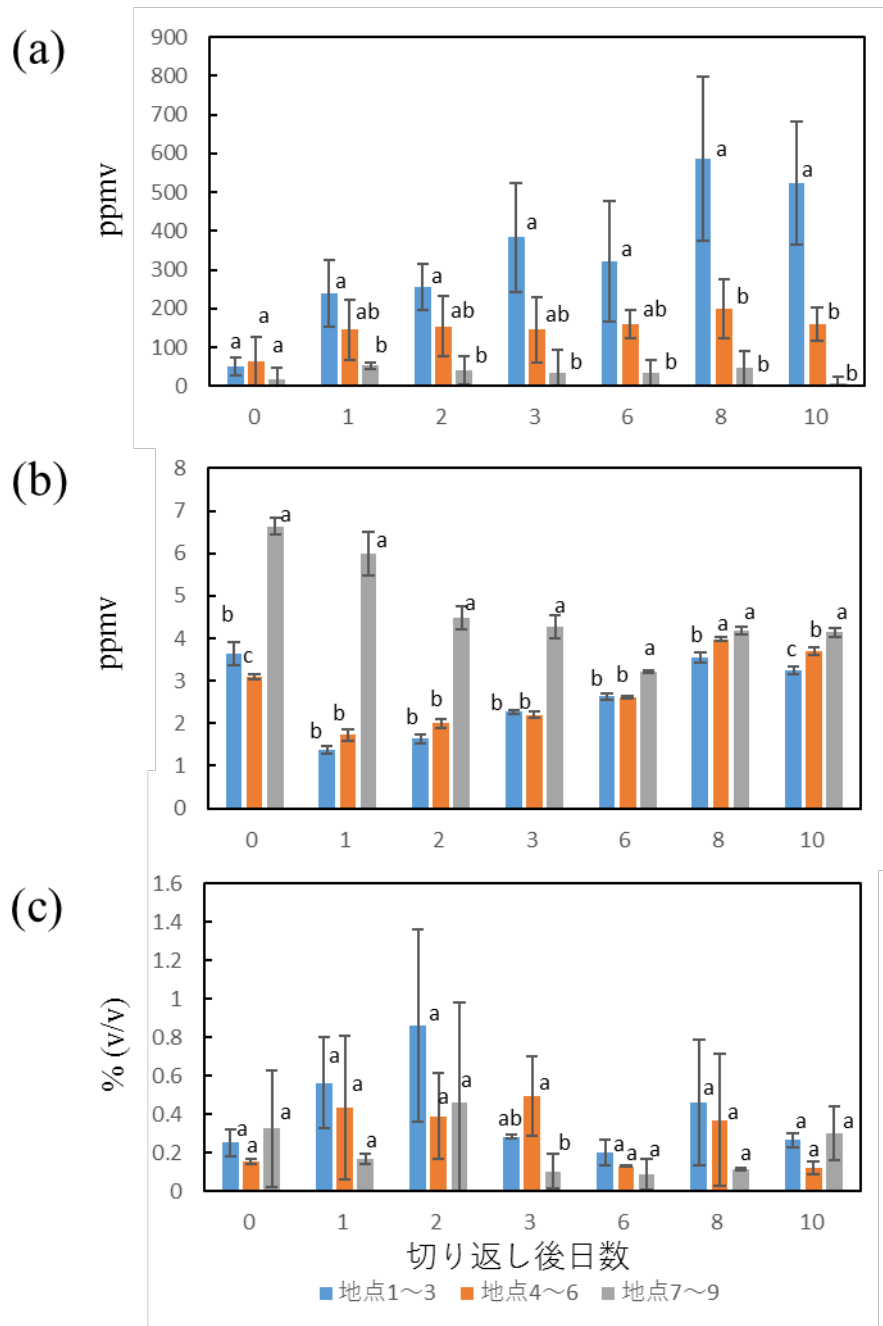 (a)
ppmv
900
800
700
600
500
400
300
200
100
0
a a a
a ab b
a ab b
a ab b
a ab b
a b b
a b b
0 1 2 3 6 8 10
(b)
ppmv
8
7
6
5
4
3
2
1
0
b c a
b b a
b b a
b b a
b b a
b a a
c b a
0 1 2 3 6 8 10
(c)
% (v/v)
1.6
1.4
1.2
1
0.8
0.6
0.4
0.2
0
a a a
a a a
a a a
ab a b
a a a
a a a
a a a
0 1 2 3 6 8 10
切り返し後日数
地点1～3 地点4～6 地点7～9